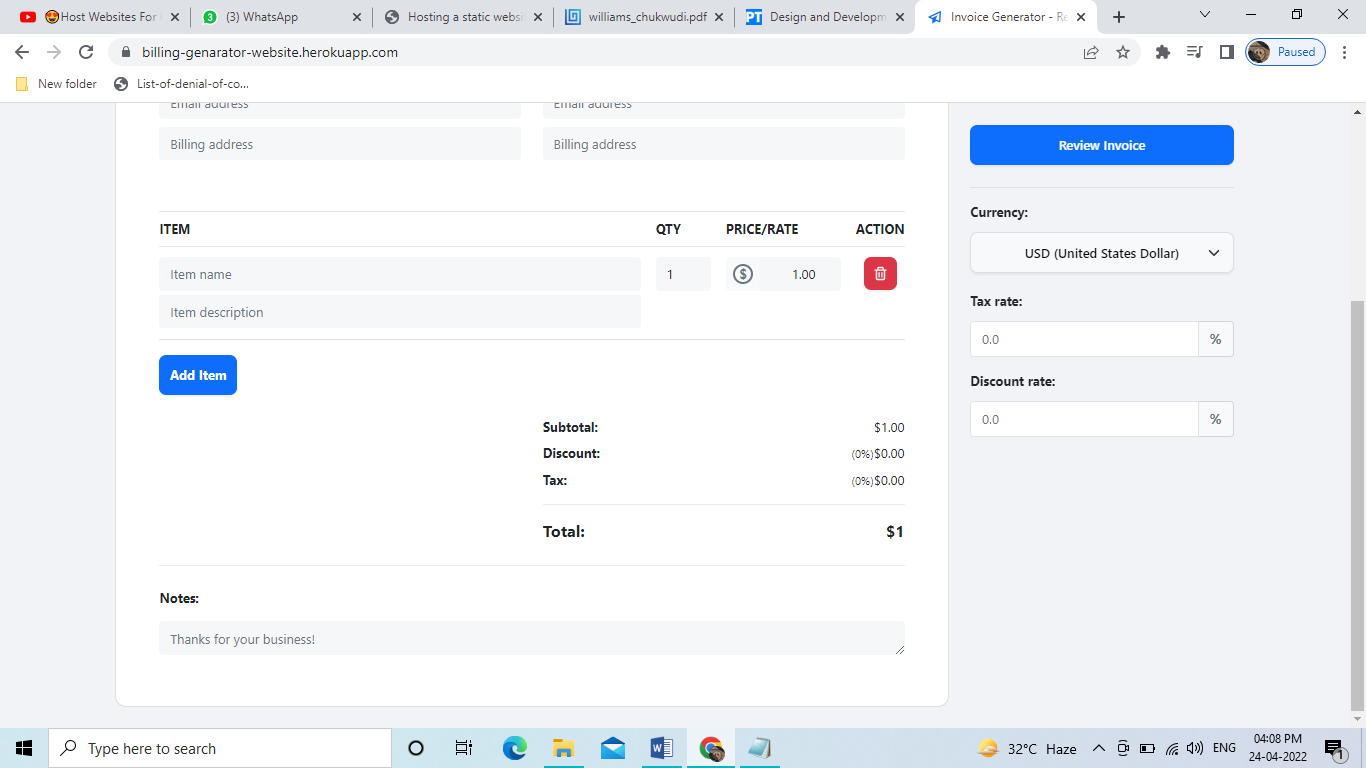 Host Websites For
(3) WhatsApp
Hosting a static websi
williams_chukwudi.pdf
PT
Design and Developm
Invoice Generator - Re
billing-genarator-website.herokuapp.com
Paused
New folder
List-of-denial-of-co...
Email address
Email address
Billing address
Billing address
Review Invoice
Currency:
USD (United States Dollar)
Tax rate:
0.0 %
Discount rate:
0.0 %
ITEM QTY PRICE/RATE ACTION
Item name 1 $ 1.00
Item description
Add Item
Subtotal: $1.00
Discount: (0%)$0.00
Tax: (0%)$0.00
Total: $1
Notes:
Thanks for your business!
Type here to search
32°C Haze
ENG
04:08 PM
24-04-2022
1